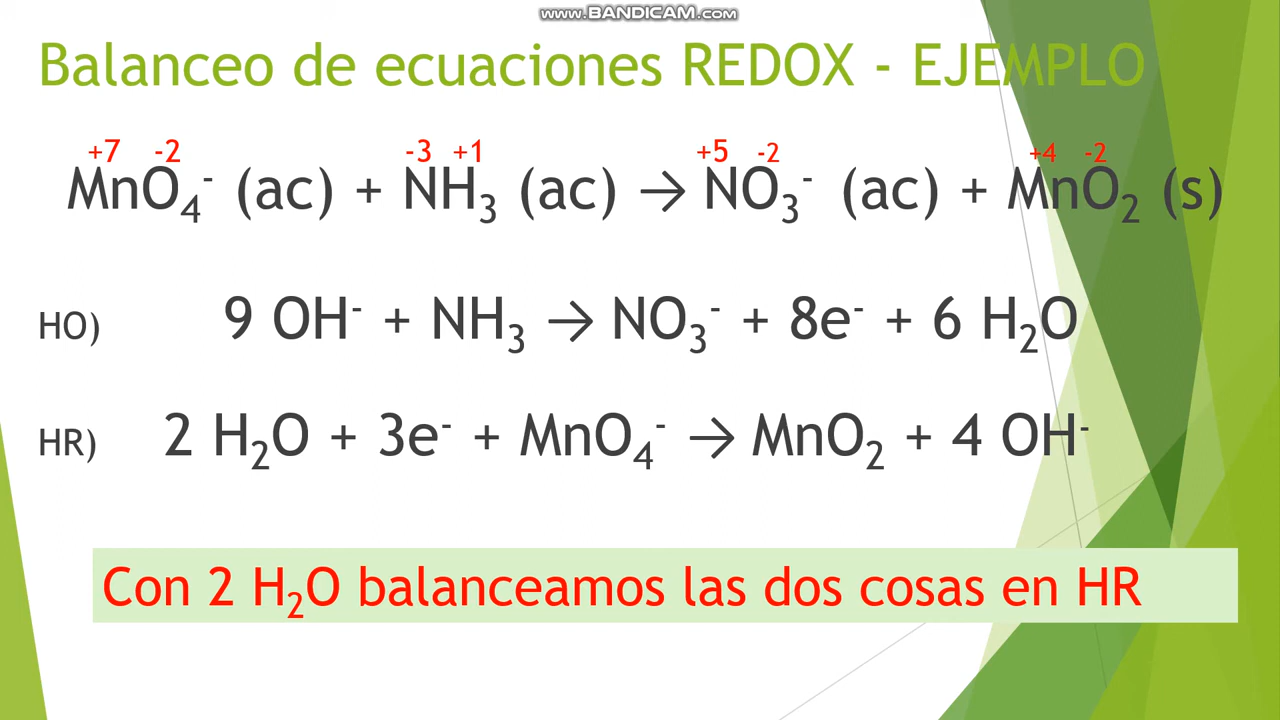 www.BANDICAM.com
Balanceo de ecuaciones REDOX - EJEMPLO
+7 -2 -3 +1 +5 -2 +4 -2
MnO₄⁻ (ac) + NH₃ (ac) → NO₃⁻ (ac) + MnO₂ (s)
HO) 9 OH⁻ + NH₃ → NO₃⁻ + 8e⁻ + 6 H₂O
HR) 2 H₂O + 3e⁻ + MnO₄⁻ → MnO₂ + 4 OH⁻
Con 2 H₂O balanceamos las dos cosas en HR